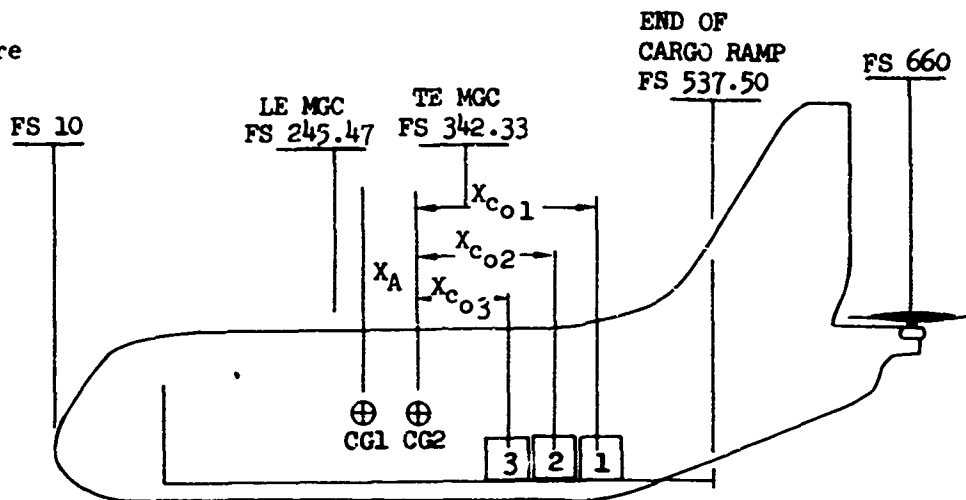 re
END OF
CARGO RAMP
FS 537.50
FS 660
LE MGC
FS 245.47
TE MGC
FS 342.33
FS 10
Xco1
Xco2
XA
Xco3
CG1
CG2
3
2
1